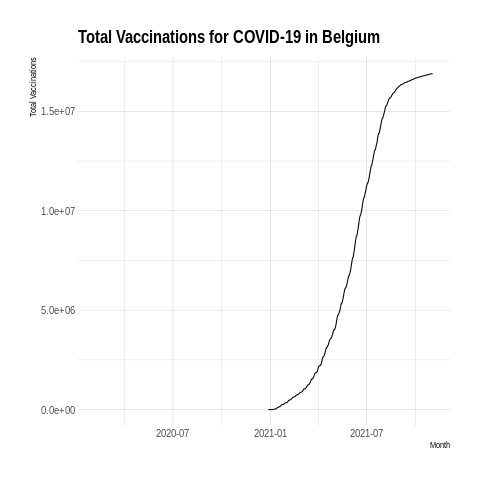 Total Vaccinations for COVID-19 in Belgium
Total Vaccinations
1.5e+07
1.0e+07
5.0e+06
0.0e+00
2020-07 2021-01 2021-07
Month